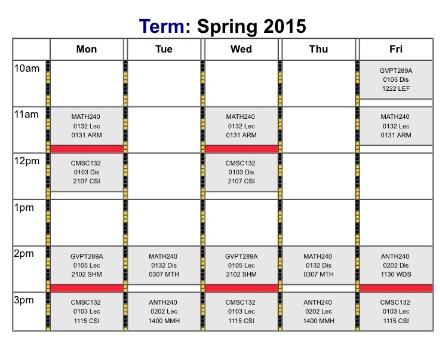 Term: Spring 2015
Mon Tue Wed Thu Fri
10am
GVPT289A
0105 Dis
1222 LEF
11am
MATH240
0132 Lec
0131 ARM
MATH240
0132 Lec
0131 ARM
MATH240
0132 Lec
0131 ARM
12pm
CMSC132
0103 Dis
2107 CSI
CMSC132
0103 Dis
2107 CSI
1pm
2pm
GVPT289A
0105 Lec
2102 SHM
MATH240
0132 Dis
0307 MTH
GVPT289A
0105 Lec
2102 SHM
MATH240
0132 Dis
0307 MTH
ANTH240
0202 Dis
1130 WDS
3pm
CMSC132
0103 Lec
1115 CSI
ANTH240
0202 Lec
1400 MMH
CMSC132
0103 Lec
1115 CSI
ANTH240
0202 Lec
1400 MMH
CMSC132
0103 Lec
1115 CSI